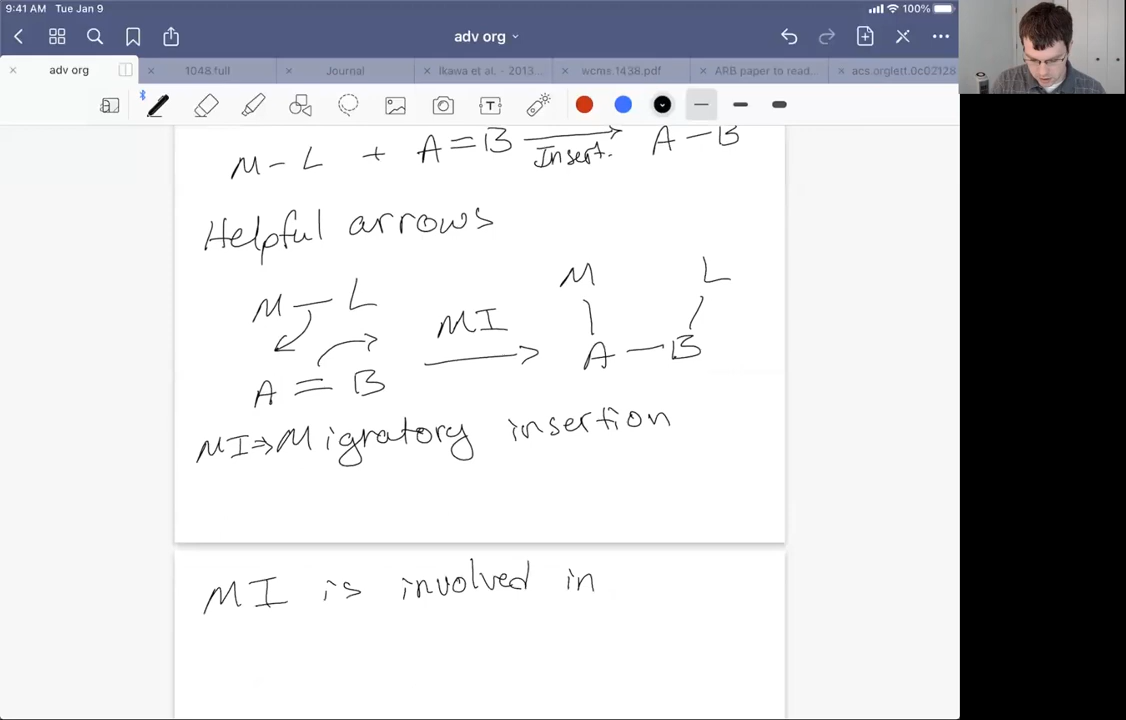 9:41 AM Tue Jan 9
100%
adv org
adv org
1048.full
Journal
Ikawa et al. - 2013...
wcms.1438.pdf
ARB paper to read...
acs.orglett.0c02128
M - L + A = B Insert. A - B
Helpful arrows
M - L
A = B
MI
M L
A - B
MI⇒Migratory insertion
MI is involved in